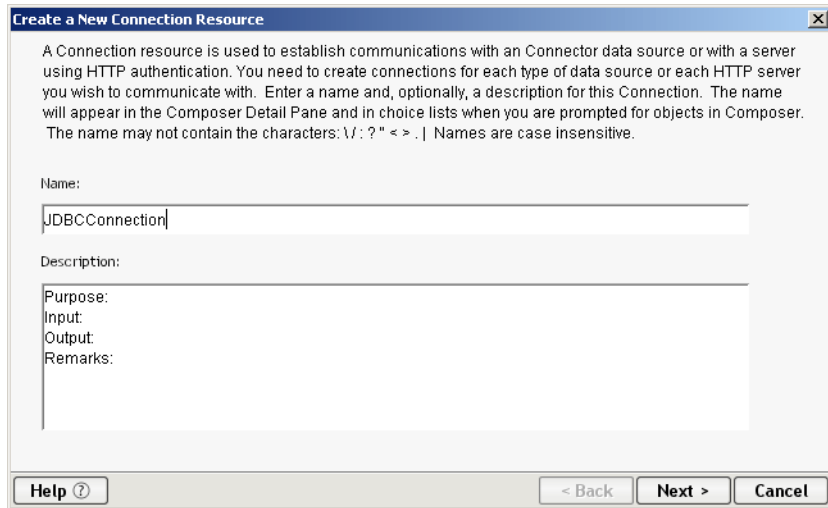 Create a New Connection Resource
A Connection resource is used to establish communications with an Connector data source or with a server
using HTTP authentication. You need to create connections for each type of data source or each HTTP server
you wish to communicate with.  Enter a name and, optionally, a description for this Connection.  The name
will appear in the Composer Detail Pane and in choice lists when you are prompted for objects in Composer.
The name may not contain the characters: \ / : ? " < > . |  Names are case insensitive.
Name:
JDBCConnection
Description:
Purpose:
Input:
Output:
Remarks:
Help ?
< Back
Next >
Cancel